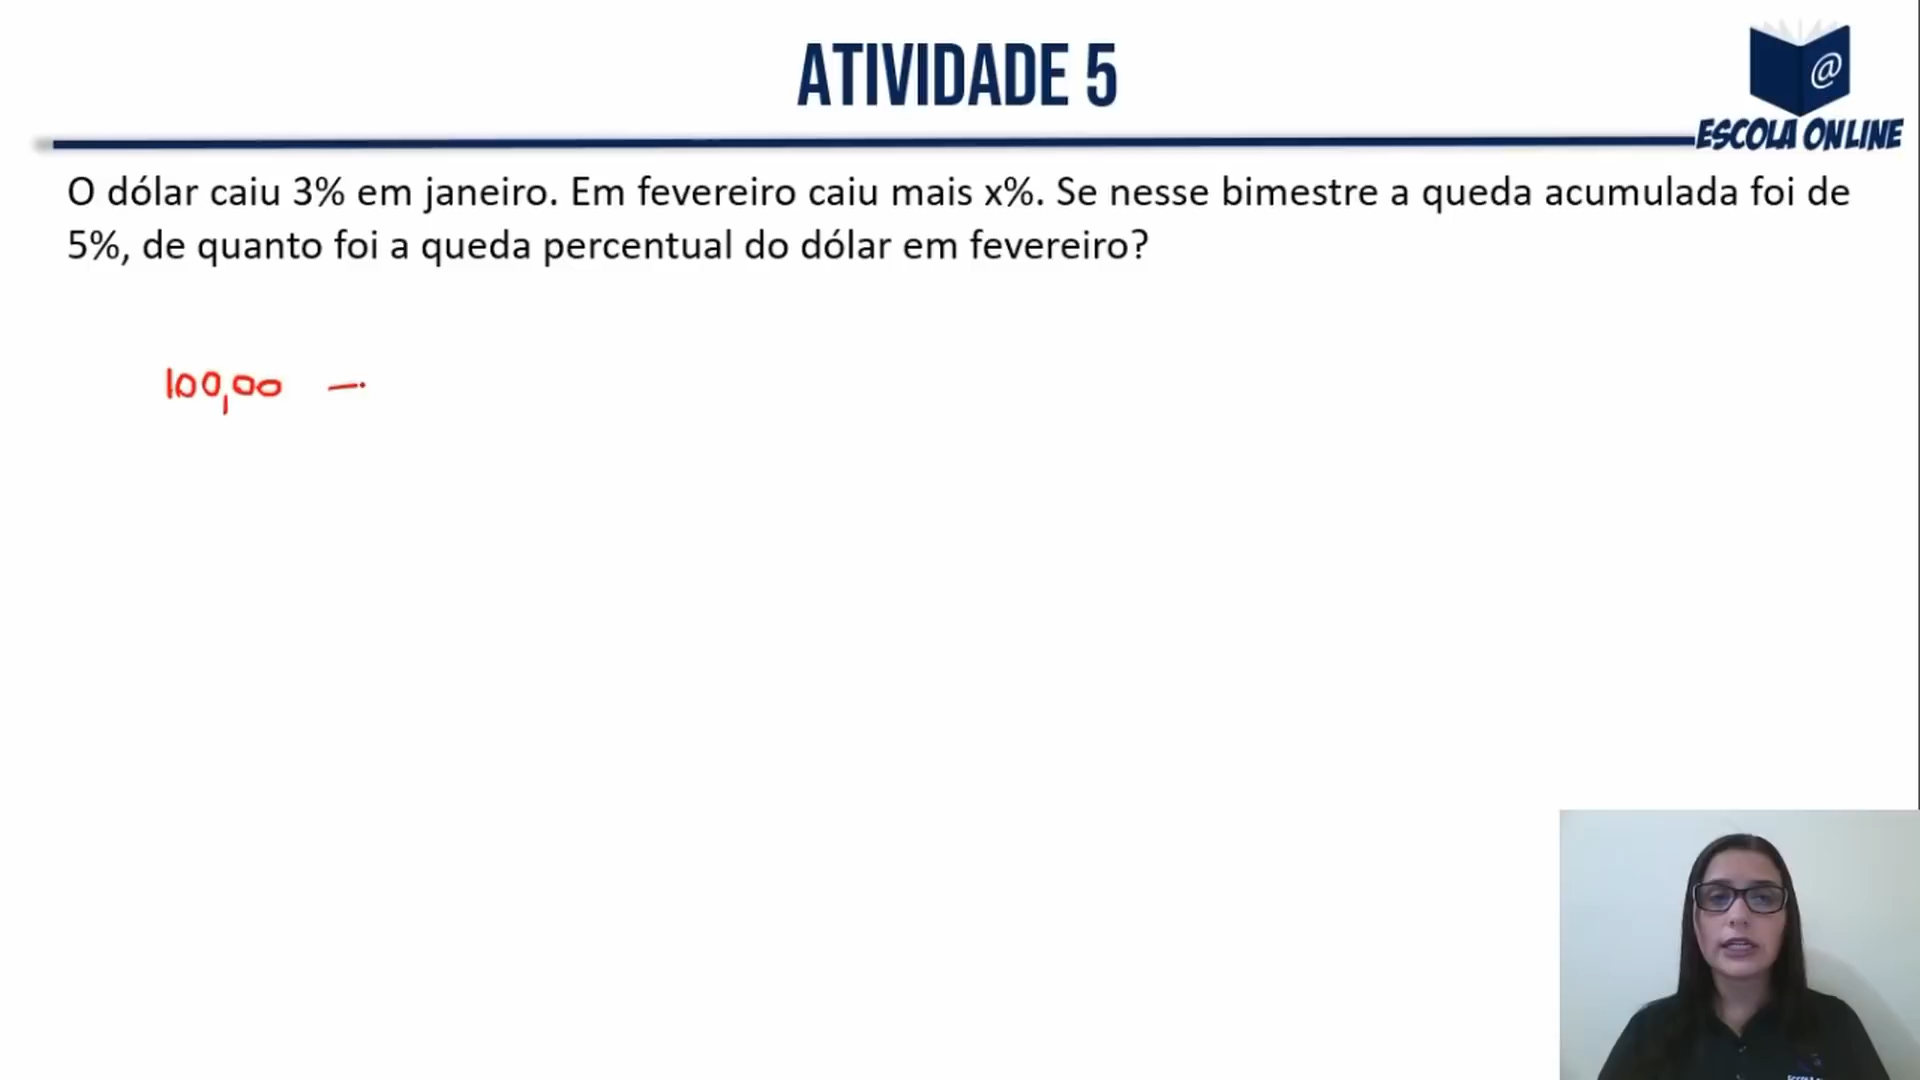 ATIVIDADE 5
@
ESCOLA ONLINE
O dólar caiu 3% em janeiro. Em fevereiro caiu mais x%. Se nesse bimestre a queda acumulada foi de
5%, de quanto foi a queda percentual do dólar em fevereiro?
100,00 —